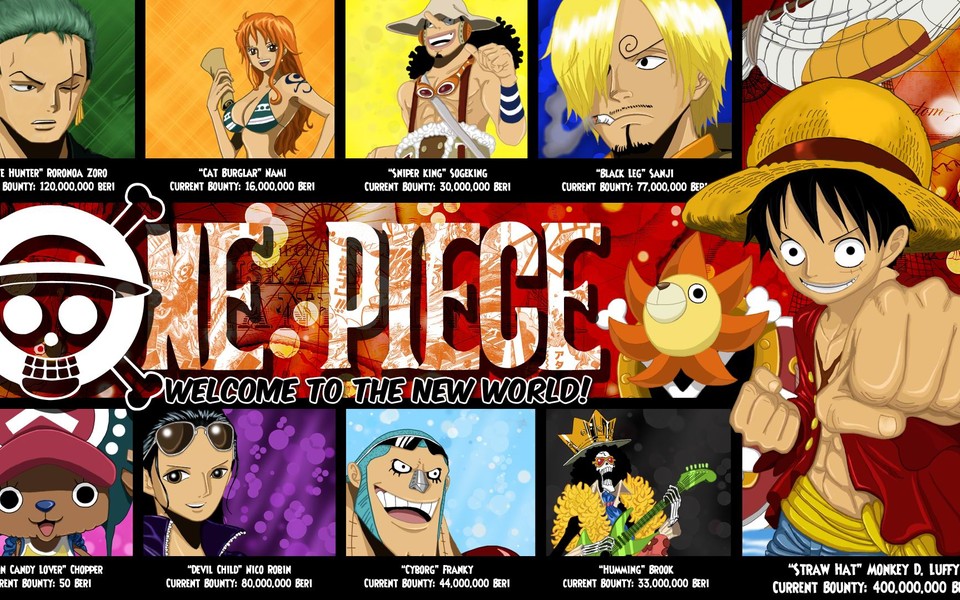 E HUNTER" RORONOA ZORO
BOUNTY: 120,000,000 BERI
"CAT BURGLAR" NAMI
CURRENT BOUNTY: 16,000,000 BERI
"SNIPER KING" SOGEKING
CURRENT BOUNTY: 30,000,000 BERI
"BLACK LEG" SANJI
CURRENT BOUNTY: 77,000,000 BERI
ONE PIECE
WELCOME TO THE NEW WORLD!
N CANDY LOVER" CHOPPER
RENT BOUNTY: 50 BERI
"DEVIL CHILD" NICO ROBIN
CURRENT BOUNTY: 80,000,000 BERI
"CYBORG" FRANKY
CURRENT BOUNTY: 44,000,000 BERI
"HUMMING" BROOK
CURRENT BOUNTY: 33,000,000 BERI
"STRAW HAT" MONKEY D. LUFFY
CURRENT BOUNTY: 400,000,000 BE